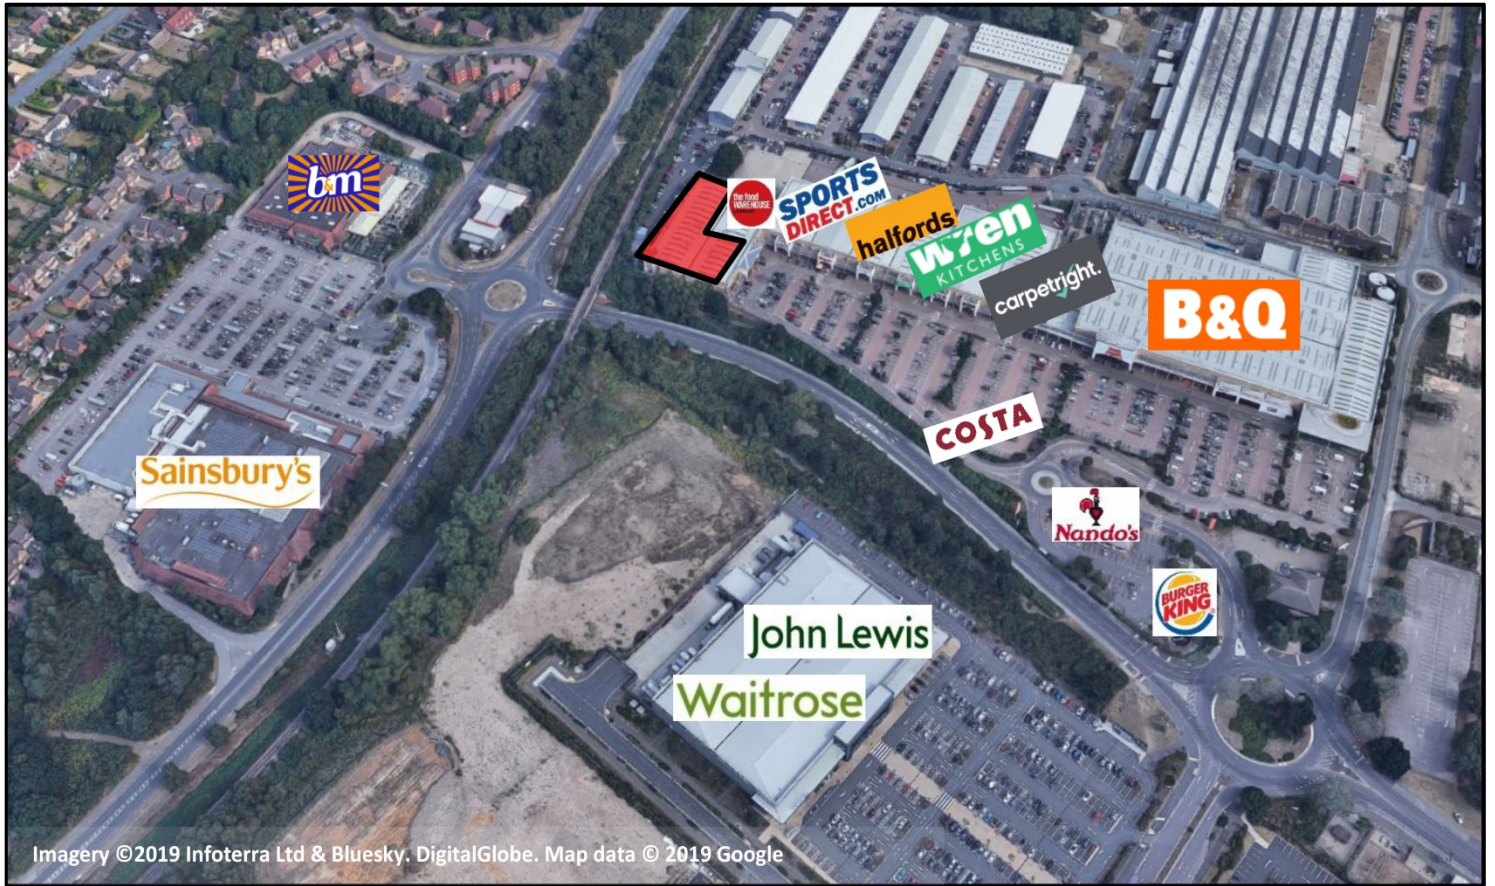 b&m
the food
WAREHOUSE
SPORTS
DIRECT.COM
halfords
wren
KITCHENS
carpetright.
B&Q
COSTA
Sainsbury's
Nando's
BURGER
KING
John Lewis
Waitrose
Imagery ©2019 Infoterra Ltd & Bluesky. DigitalGlobe. Map data © 2019 Google